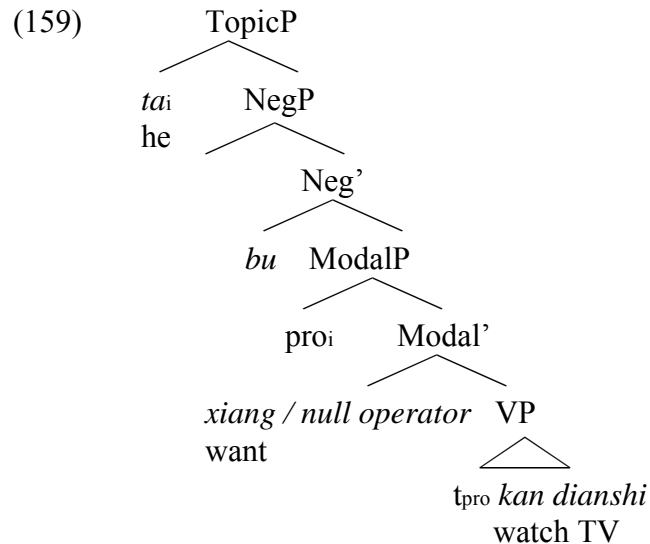 (159) TopicP
tai NegP
he
Neg’
bu ModalP
proi Modal’
xiang / null operator VP
want
tpro kan dianshi
watch TV